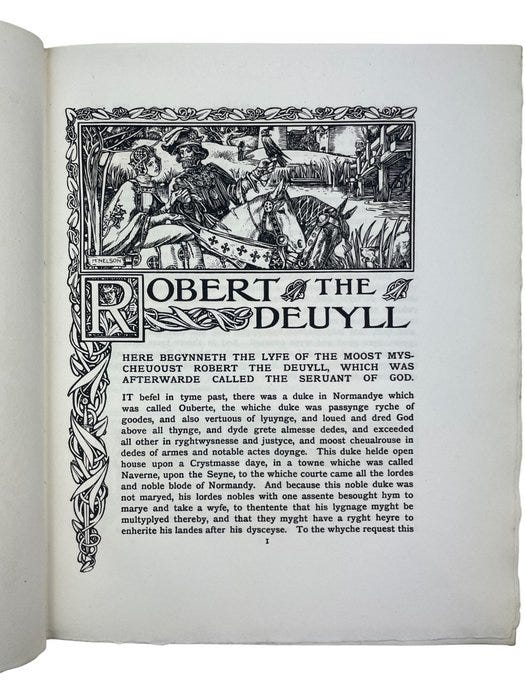 H·NELSON
ROBERT THE
DEUYLL
HERE BEGYNNETH THE LYFE OF THE MOOST MYS-
CHEUOUST ROBERT THE DEUYLL, WHICH WAS
AFTERWARDE CALLED THE SERUANT OF GOD.
IT befel in tyme past, there was a duke in Normandye which
was called Ouberte, the whiche duke was passynge ryche of
goodes, and also vertuous of lyuynge, and loued and dred God
above all thynge, and dyde grete almesse dedes, and exceeded
all other in ryghtwysnesse and justyce, and moost cheualrouse in
dedes of armes and notable actes doynge. This duke helde open
house upon a Crystmasse daye, in a towne whiche was called
Naverne, upon the Seyne, to the whiche courte came all the lordes
and noble blode of Normandy. And because this noble duke was
not maryed, his lordes nobles with one assente besought hym to
marye and take a wyfe, to thentente that his lygnage myght be
multyplyed thereby, and that they myght have a ryght heyre to
enherite his landes after his dysceyse. To the whyche request this
1